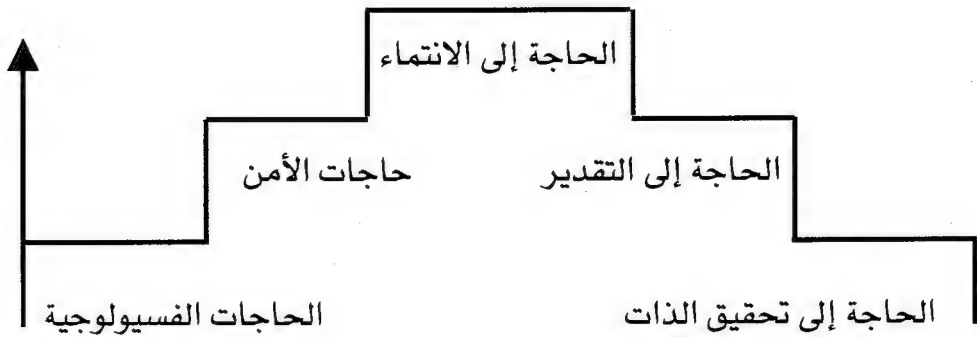 الحاجة إلى الانتماء
الحاجة إلى التقدير
حاجات الأمن
الحاجة إلى تحقيق الذات
الحاجات الفسيولوجية